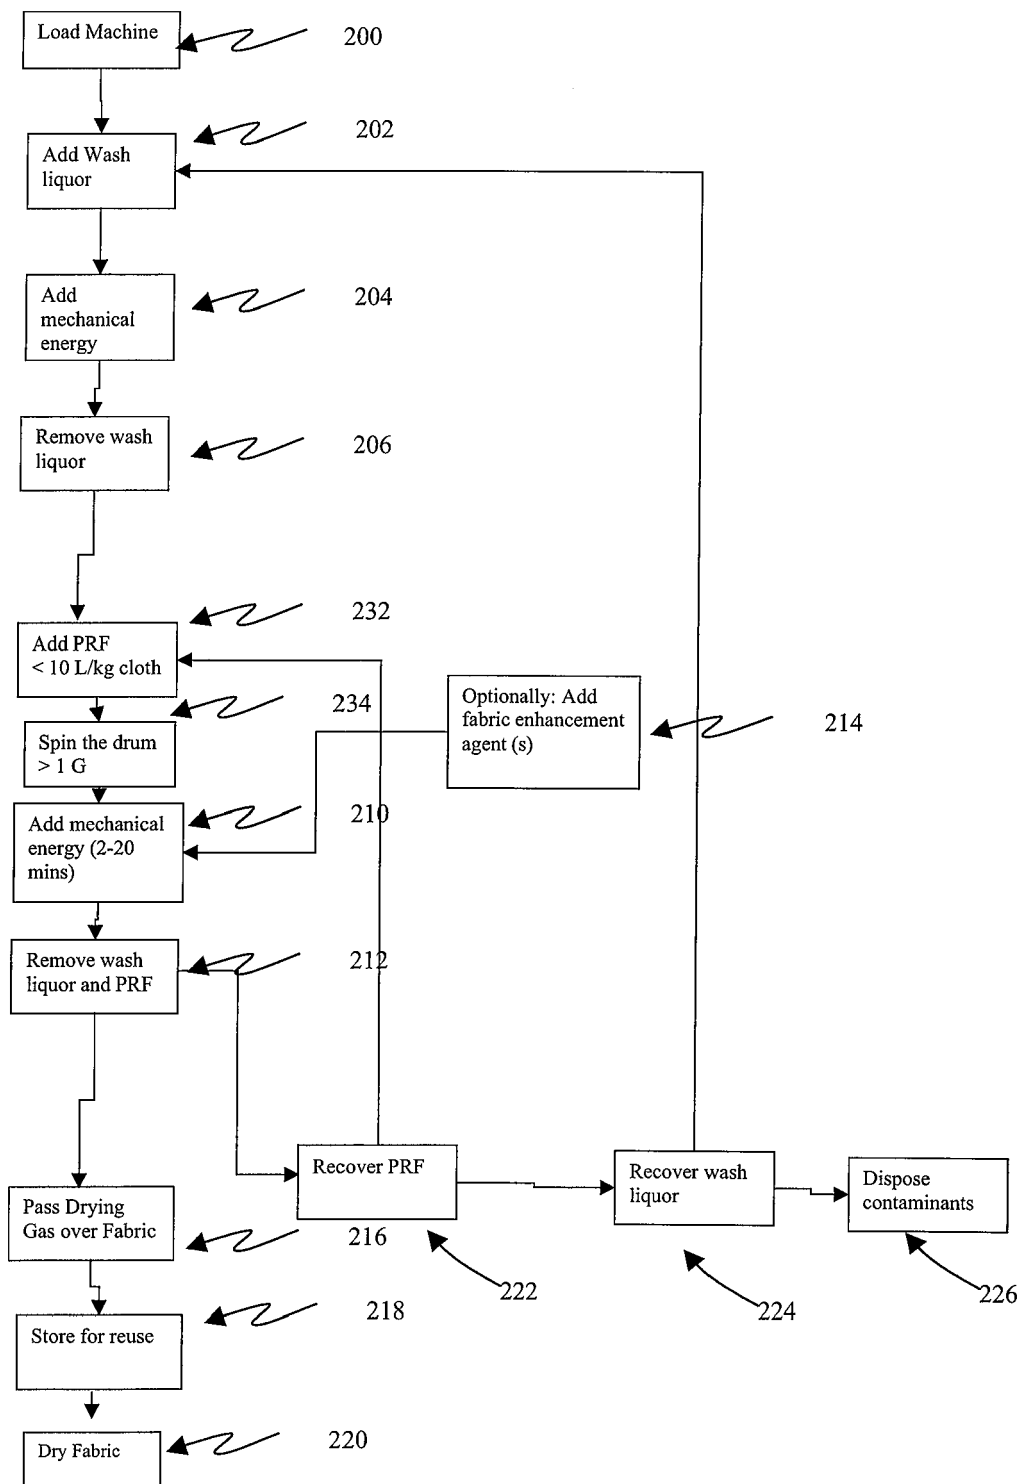 Load Machine
200
202
Add Wash
liquor
204
Add
mechanical
energy
Remove wash
liquor
206
232
Add PRF
< 10 L/kg cloth
234
Optionally: Add
fabric enhancement
agent (s)
214
Spin the drum
> 1 G
210
Add mechanical
energy (2-20
mins)
212
Remove wash
liquor and PRF
Recover PRF
Recover wash
liquor
Dispose
contaminants
Pass Drying
Gas over Fabric
216
222
224
226
218
Store for reuse
220
Dry Fabric